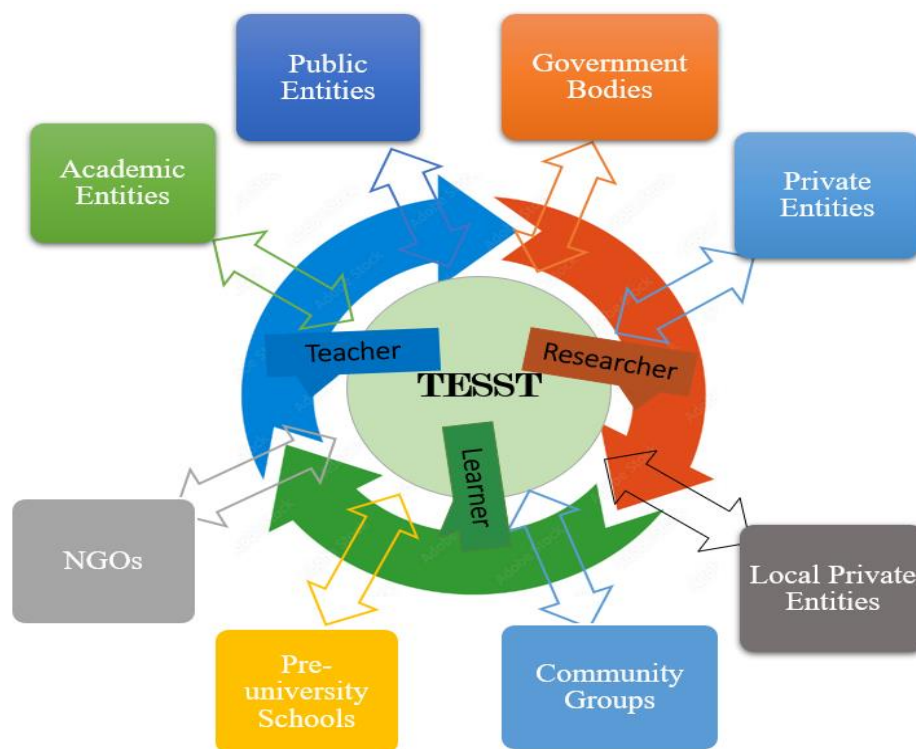 Public
Entities
Government
Bodies
Academic
Entities
Private
Entities
Teacher
Researcher
TESST
Learner
NGOs
Local Private
Entities
Pre-
university
Schools
Community
Groups